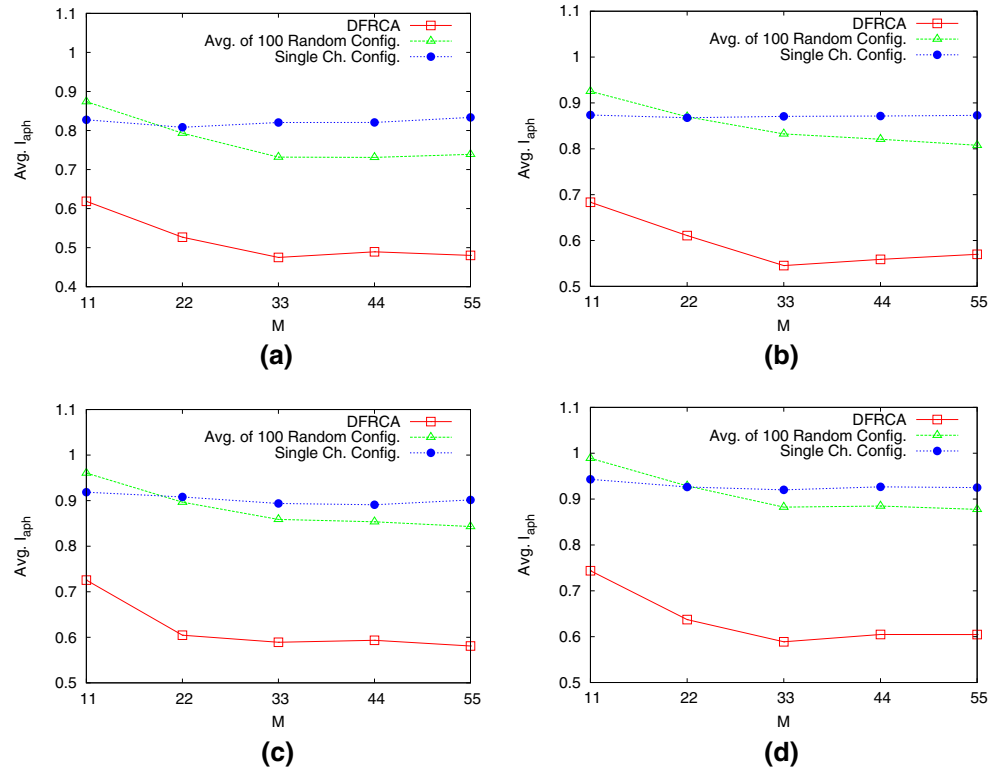 1.1
1
0.9
0.8
0.7
0.6
0.5
0.4
Avg. I_aph
DFRCA
Avg. of 100 Random Config.
Single Ch. Config.
11 22 33 44 55
M
(a)
1.1
1
0.9
0.8
0.7
0.6
0.5
Avg. I_aph
DFRCA
Avg. of 100 Random Config.
Single Ch. Config.
11 22 33 44 55
M
(b)
1.1
1
0.9
0.8
0.7
0.6
0.5
Avg. I_aph
DFRCA
Avg. of 100 Random Config.
Single Ch. Config.
11 22 33 44 55
M
(c)
1.1
1
0.9
0.8
0.7
0.6
0.5
Avg. I_aph
DFRCA
Avg. of 100 Random Config.
Single Ch. Config.
11 22 33 44 55
M
(d)